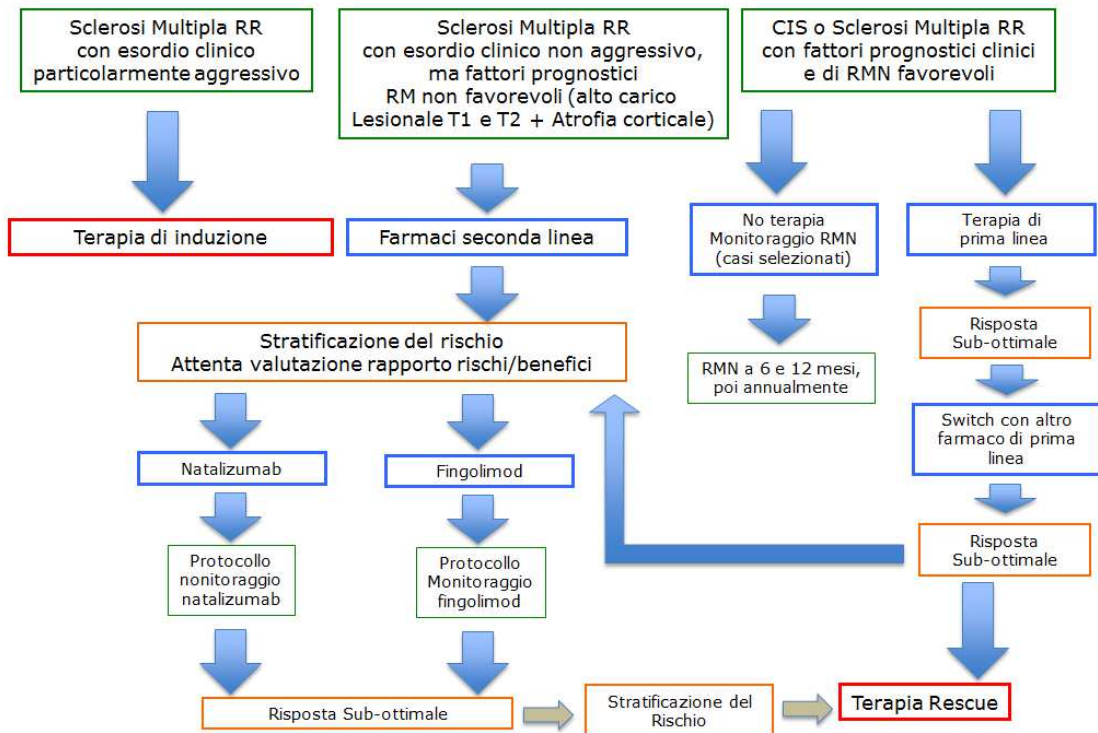 Sclerosi Multipla RR
con esordio clinico
particolarmente aggressivo
Sclerosi Multipla RR
con esordio clinico non aggressivo,
ma fattori prognostici
RM non favorevoli (alto carico
Lesionale T1 e T2 + Atrofia corticale)
CIS o Sclerosi Multipla RR
con fattori prognostici clinici
e di RMN favorevoli
Terapia di induzione
Farmaci seconda linea
No terapia
Monitoraggio RMN
(casi selezionati)
Terapia di
prima linea
Stratificazione del rischio
Attenta valutazione rapporto rischi/benefici
RMN a 6 e 12 mesi,
poi annualmente
Risposta
Sub-ottimale
Switch con altro
farmaco di prima
linea
Natalizumab
Fingolimod
Risposta
Sub-ottimale
Protocollo
nonitoraggio
natalizumab
Protocollo
Monitoraggio
fingolimod
Risposta Sub-ottimale
Stratificazione del
Rischio
Terapia Rescue